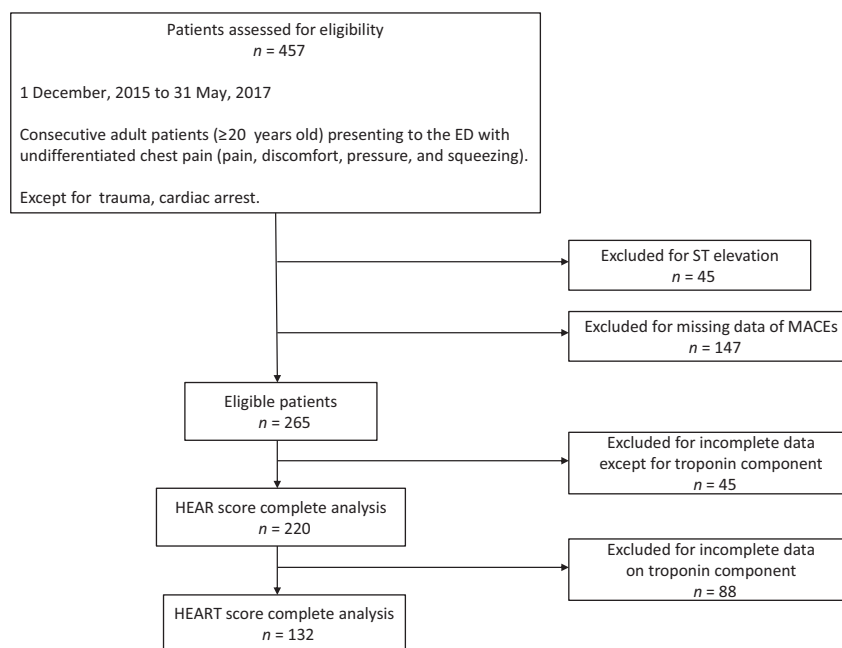 Patients assessed for eligibility
n = 457
1 December, 2015 to 31 May, 2017
Consecutive adult patients (≥20 years old) presenting to the ED with
undifferentiated chest pain (pain, discomfort, pressure, and squeezing).
Except for trauma, cardiac arrest.
Excluded for ST elevation
n = 45
Excluded for missing data of MACEs
n = 147
Eligible patients
n = 265
Excluded for incomplete data
except for troponin component
n = 45
HEAR score complete analysis
n = 220
Excluded for incomplete data
on troponin component
n = 88
HEART score complete analysis
n = 132